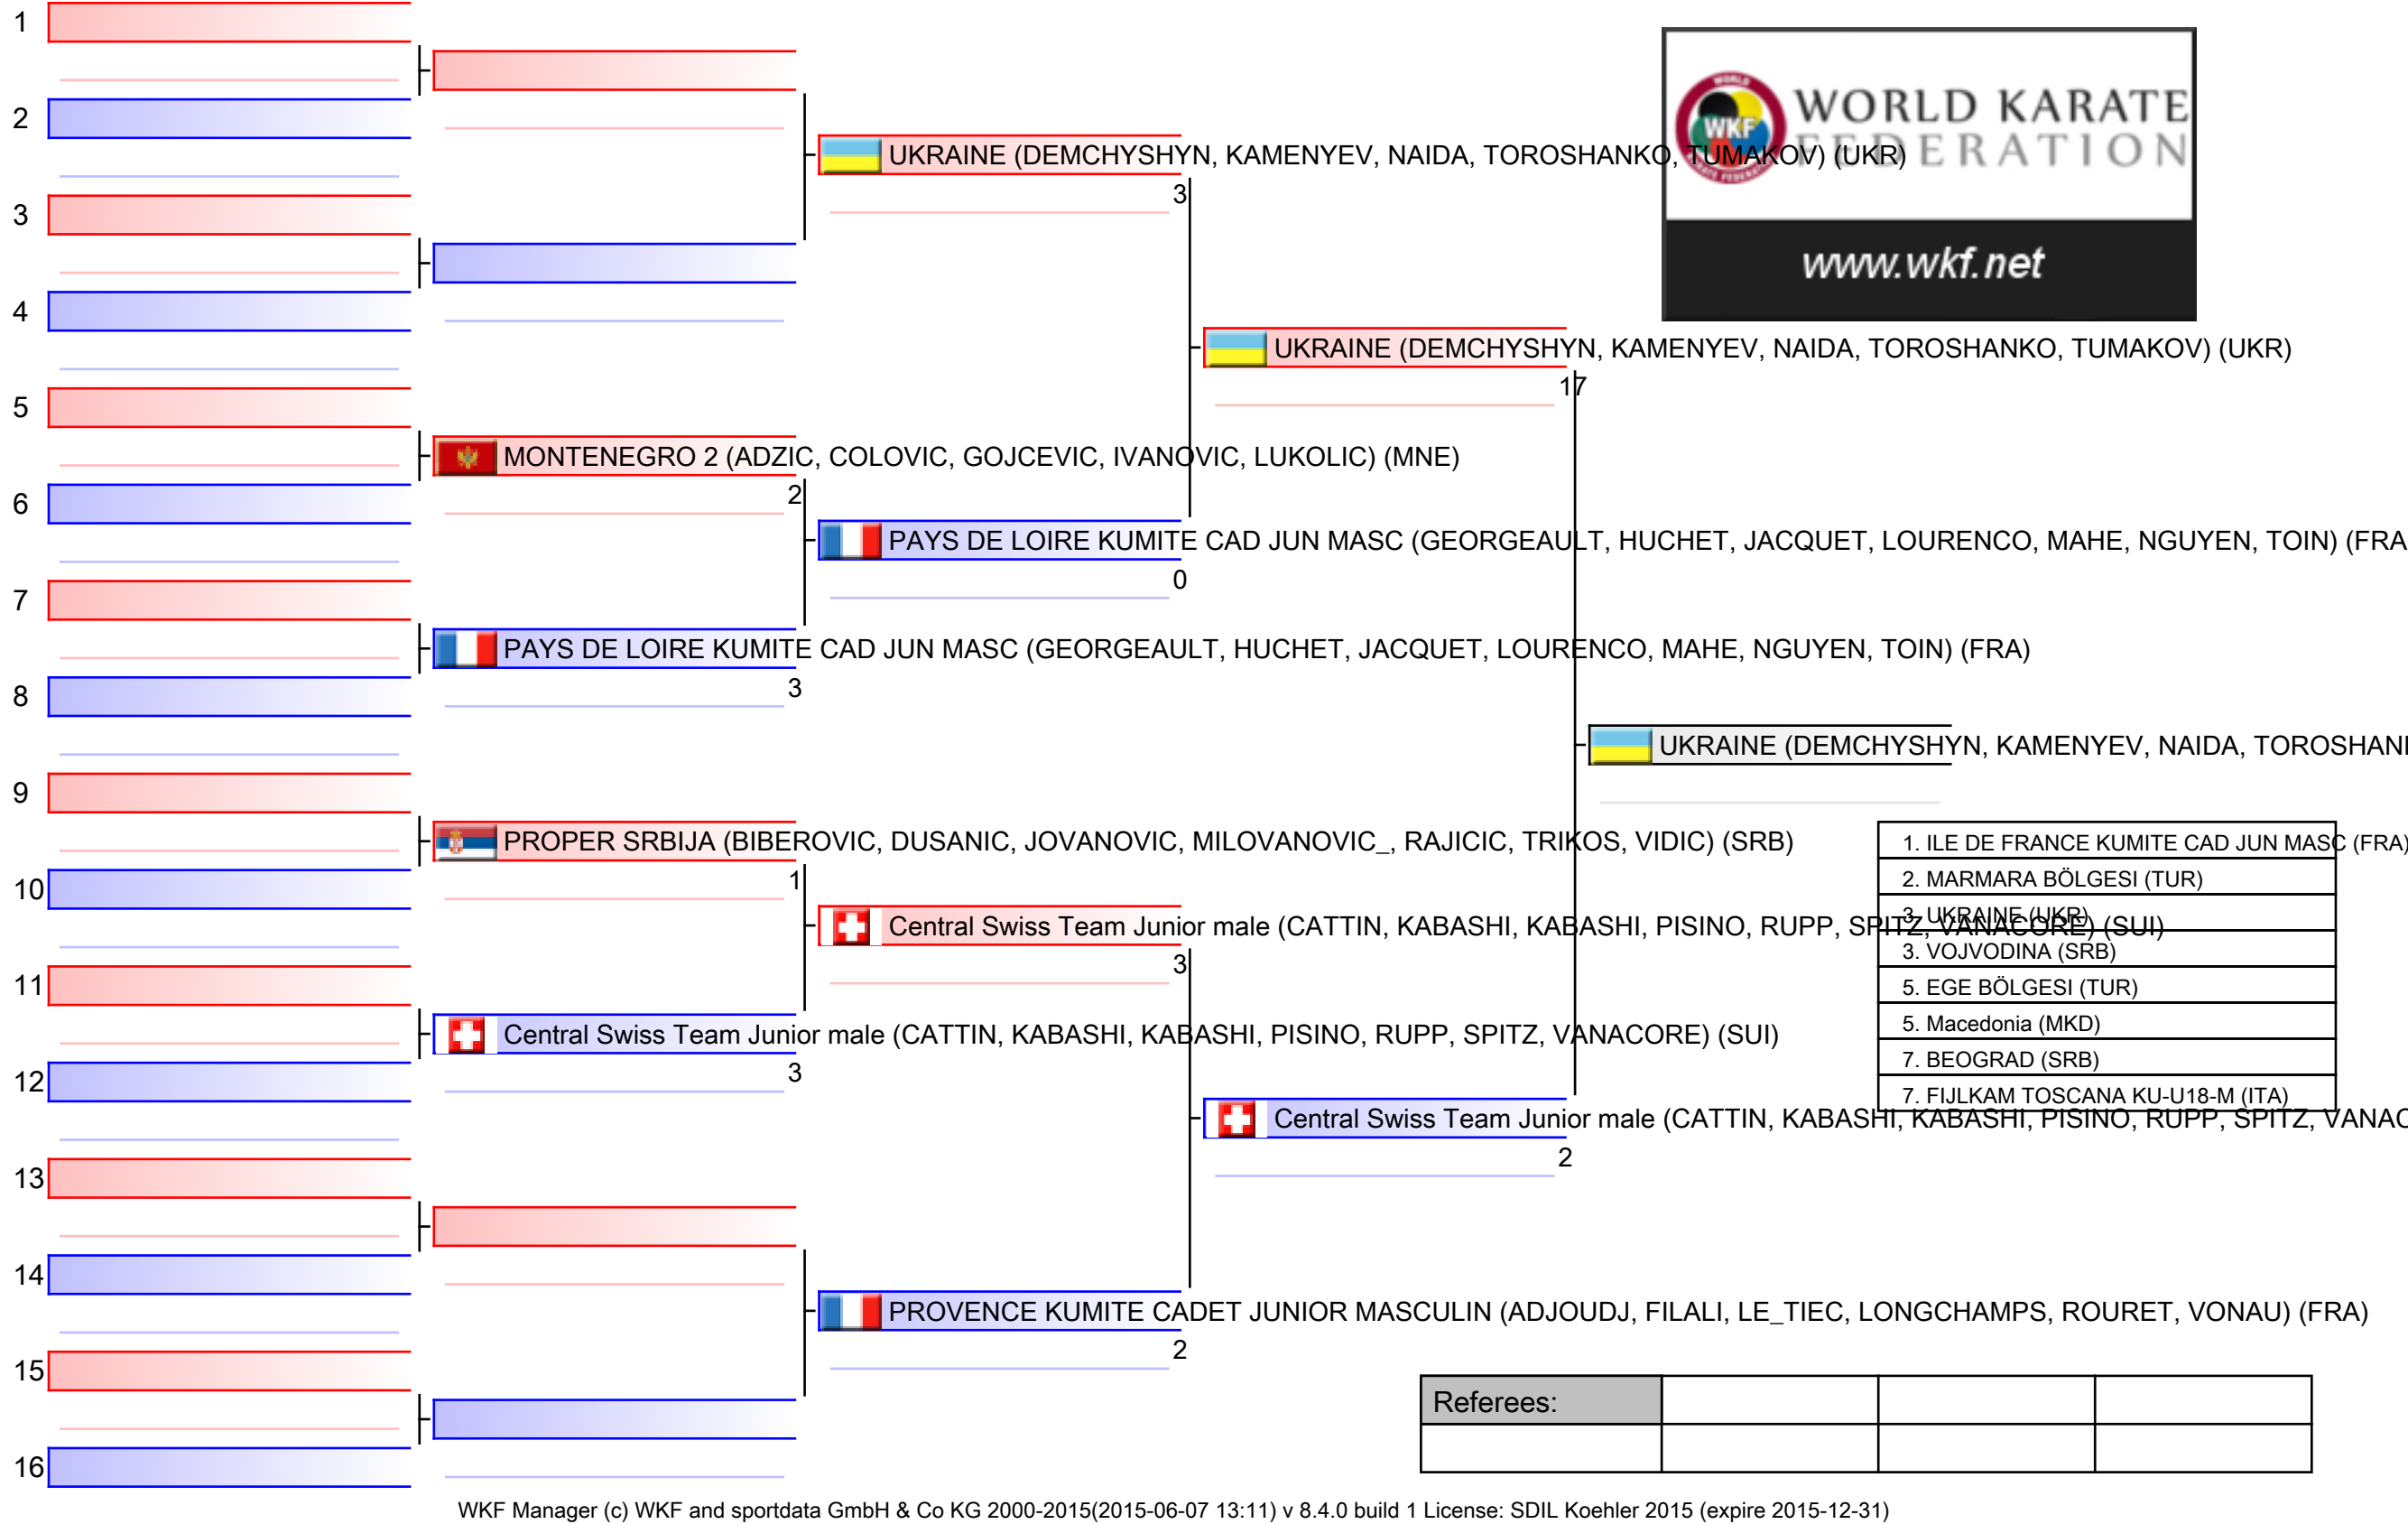 1
2
3
4
5
6
7
8
9
10
11
12
13
14
15
16
WORLD KARATE
FEDERATION
WKF
www.wkf.net
UKRAINE (DEMCHYSHYN, KAMENYEV, NAIDA, TOROSHANKO, TUMAKOV) (UKR)
3
UKRAINE (DEMCHYSHYN, KAMENYEV, NAIDA, TOROSHANKO, TUMAKOV) (UKR)
17
MONTENEGRO 2 (ADZIC, COLOVIC, GOJCEVIC, IVANOVIC, LUKOLIC) (MNE)
2
PAYS DE LOIRE KUMITE CAD JUN MASC (GEORGEAULT, HUCHET, JACQUET, LOURENCO, MAHE, NGUYEN, TOIN) (FRA
0
PAYS DE LOIRE KUMITE CAD JUN MASC (GEORGEAULT, HUCHET, JACQUET, LOURENCO, MAHE, NGUYEN, TOIN) (FRA)
3
UKRAINE (DEMCHYSHYN, KAMENYEV, NAIDA,
PROPER SRBIJA (BIBEROVIC, DUSANIC, JOVANOVIC, MILOVANOVIC_, RAJICIC, TRIKOS, VIDIC) (SRB)
1
Central Swiss Team Junior male (CATTIN, KABASHI, KABASHI, PISINO, RUPP, SPITZ, VANACORE) (SUI)
3
Central Swiss Team Junior male (CATTIN, KABASHI, KABASHI, PISINO, RUPP, SPITZ, VANACORE) (SUI)
3
Central Swiss Team Junior male (CATTIN, KABASHI, KABASHI, PISINO, RUPP, SPITZ,
2
PROVENCE KUMITE CADET JUNIOR MASCULIN (ADJOUDJ, FILALI, LE_TIEC, LONGCHAMPS, ROURET, VONAU) (FRA)
2
1. ILE DE FRANCE KUMITE CAD JUN MASC (FRA)
2. MARMARA BÖLGESI (TUR)
3. UKRAINE (UKR)
3. VOJVODINA (SRB)
5. EGE BÖLGESI (TUR)
5. Macedonia (MKD)
7. BEOGRAD (SRB)
7. FIJLKAM TOSCANA KU-U18-M (ITA)
Referees:
WKF Manager (c) WKF and sportdata GmbH & Co KG 2000-2015(2015-06-07 13:11) v 8.4.0 build 1 License: SDIL Koehler 2015 (expire 2015-12-31)